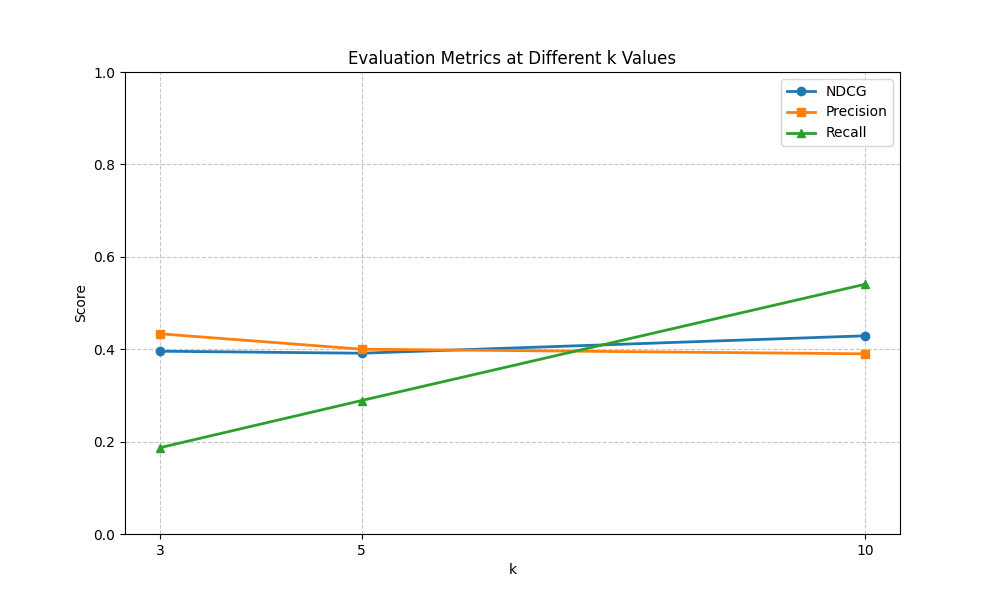 Evaluation Metrics at Different k Values
1.0
0.8
0.6
0.4
0.2
0.0
Score
NDCG
Precision
Recall
3
5
10
k